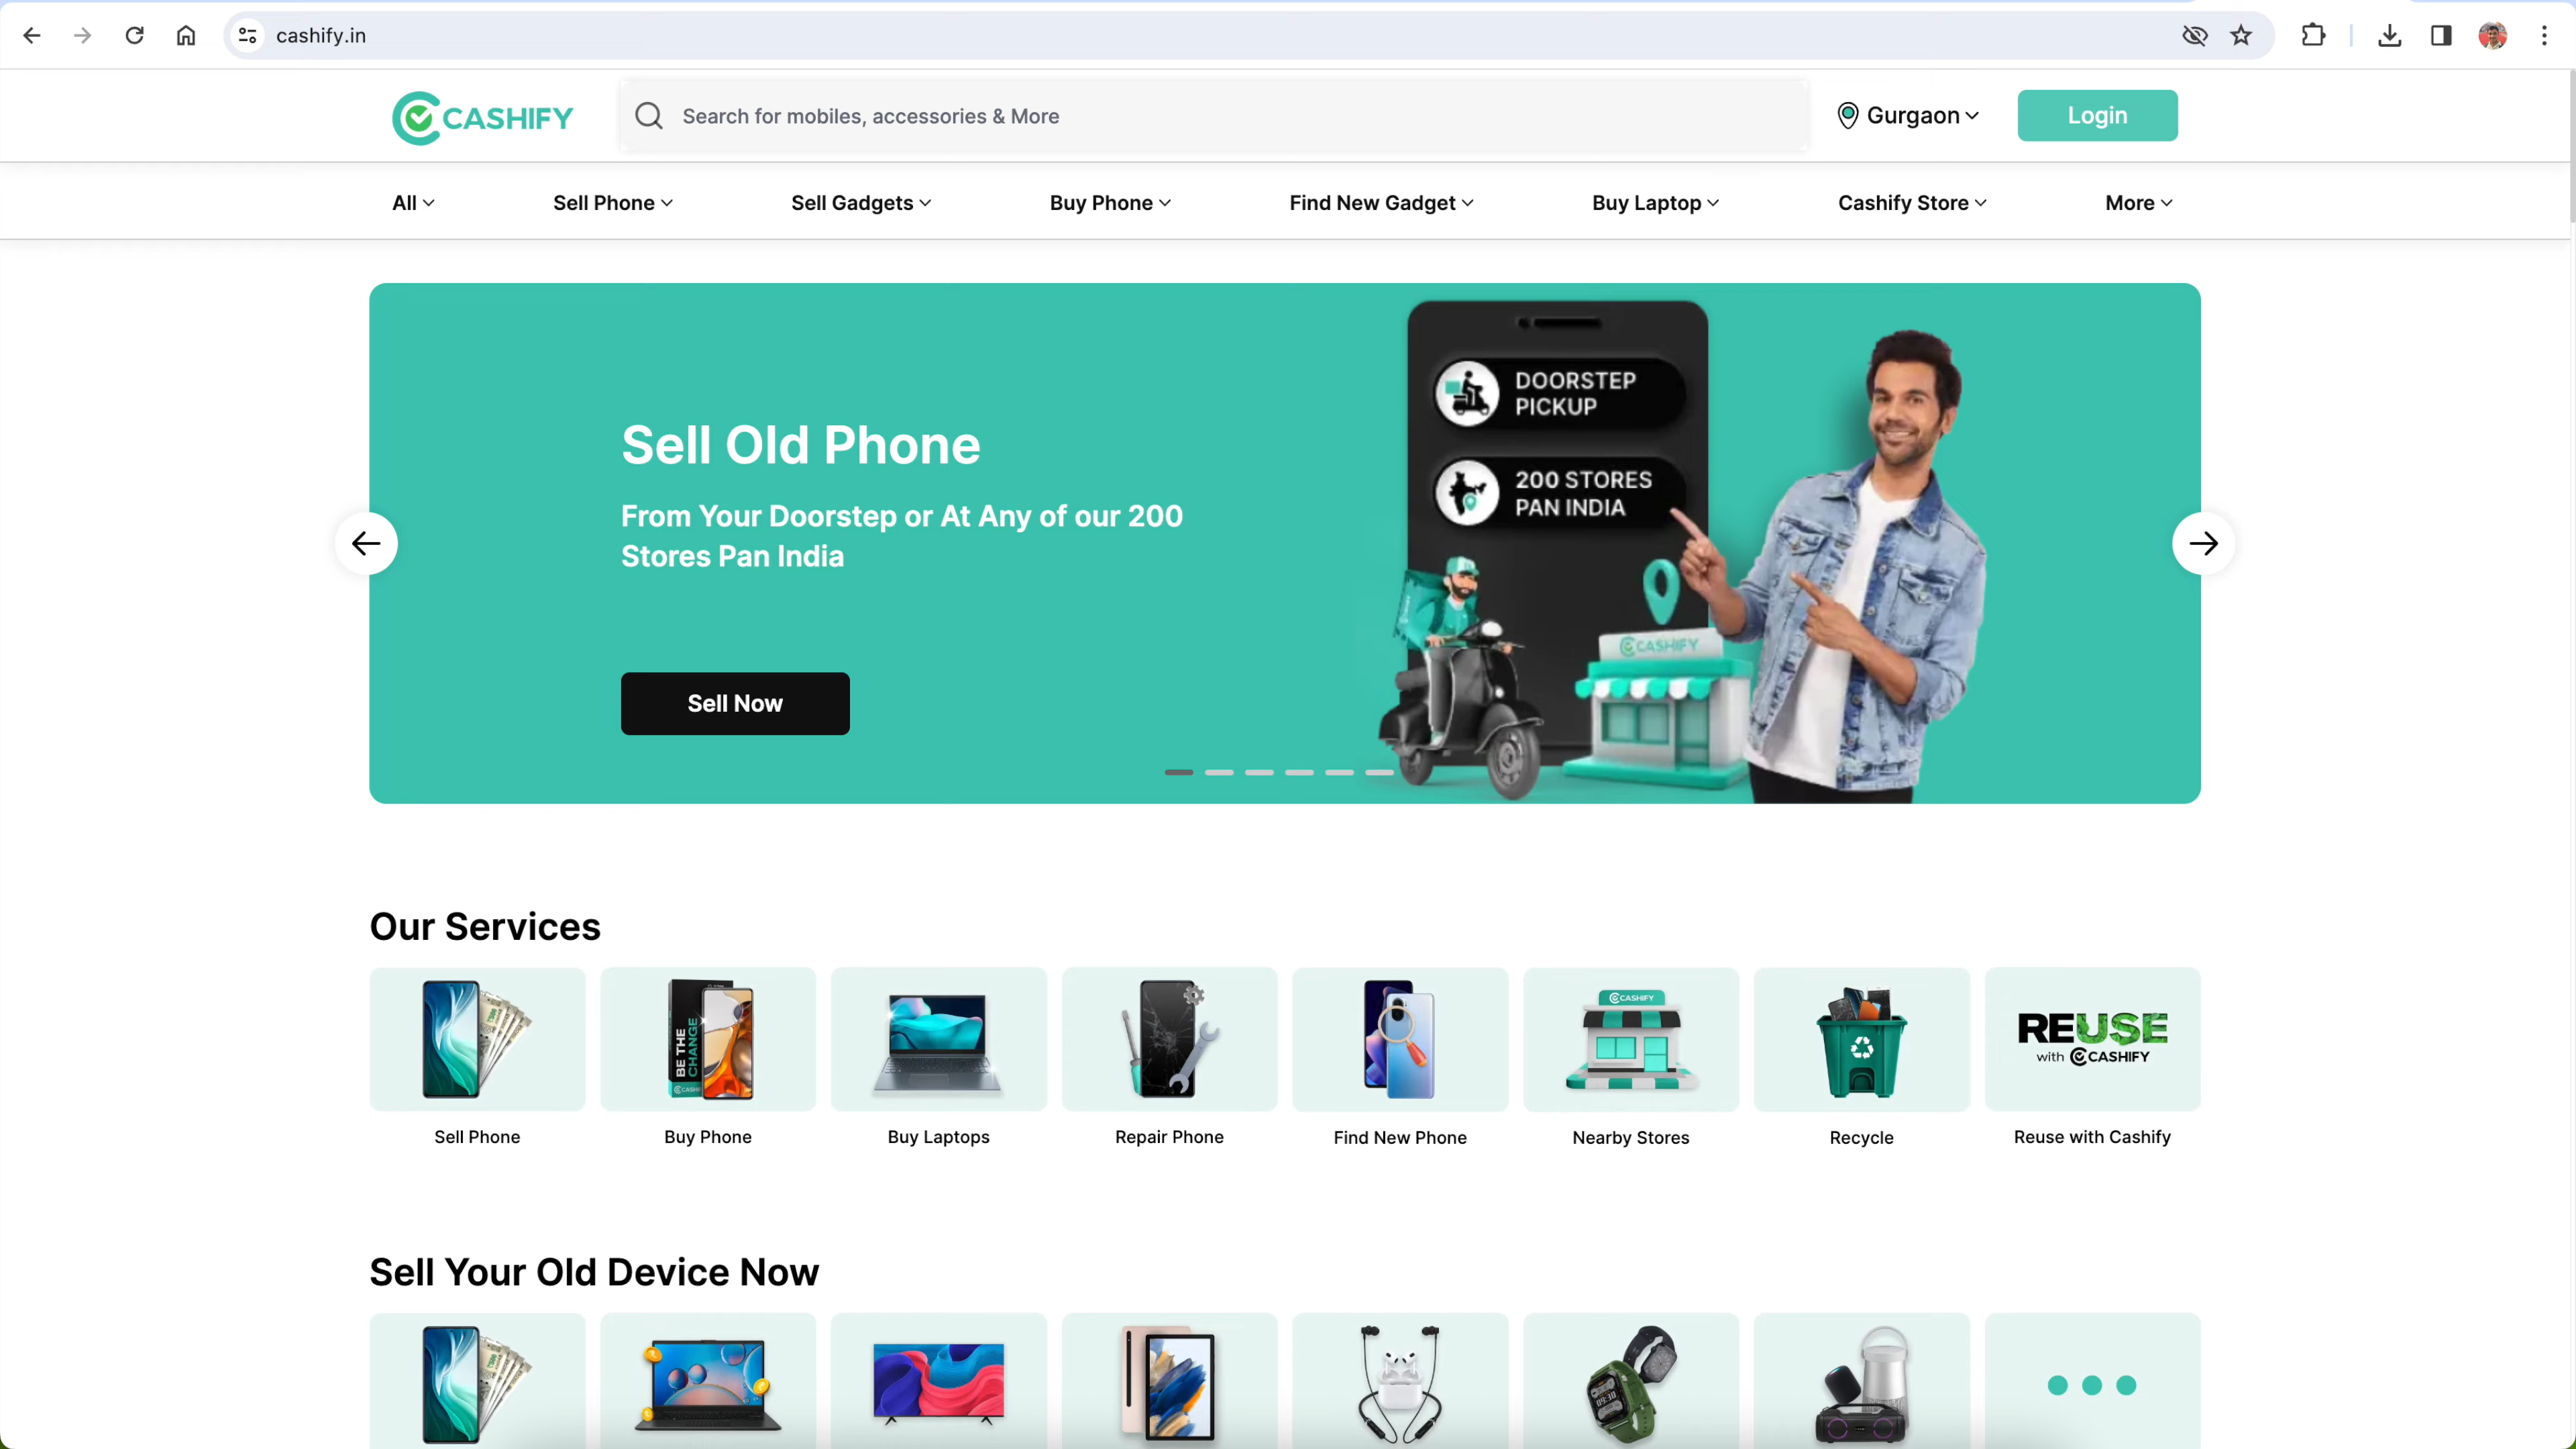 cashify.in
CASHIFY
Search for mobiles, accessories & More
Gurgaon
Login
All
Sell Phone
Sell Gadgets
Buy Phone
Find New Gadget
Buy Laptop
Cashify Store
More
Sell Old Phone
From Your Doorstep or At Any of our 200
Stores Pan India
Sell Now
DOORSTEP
PICKUP
200 STORES
PAN INDIA
CASHIFY
Our Services
BE THE
CHANGE
CASHIFY
REUSE
with CASHIFY
Sell Phone
Buy Phone
Buy Laptops
Repair Phone
Find New Phone
Nearby Stores
Recycle
Reuse with Cashify
Sell Your Old Device Now